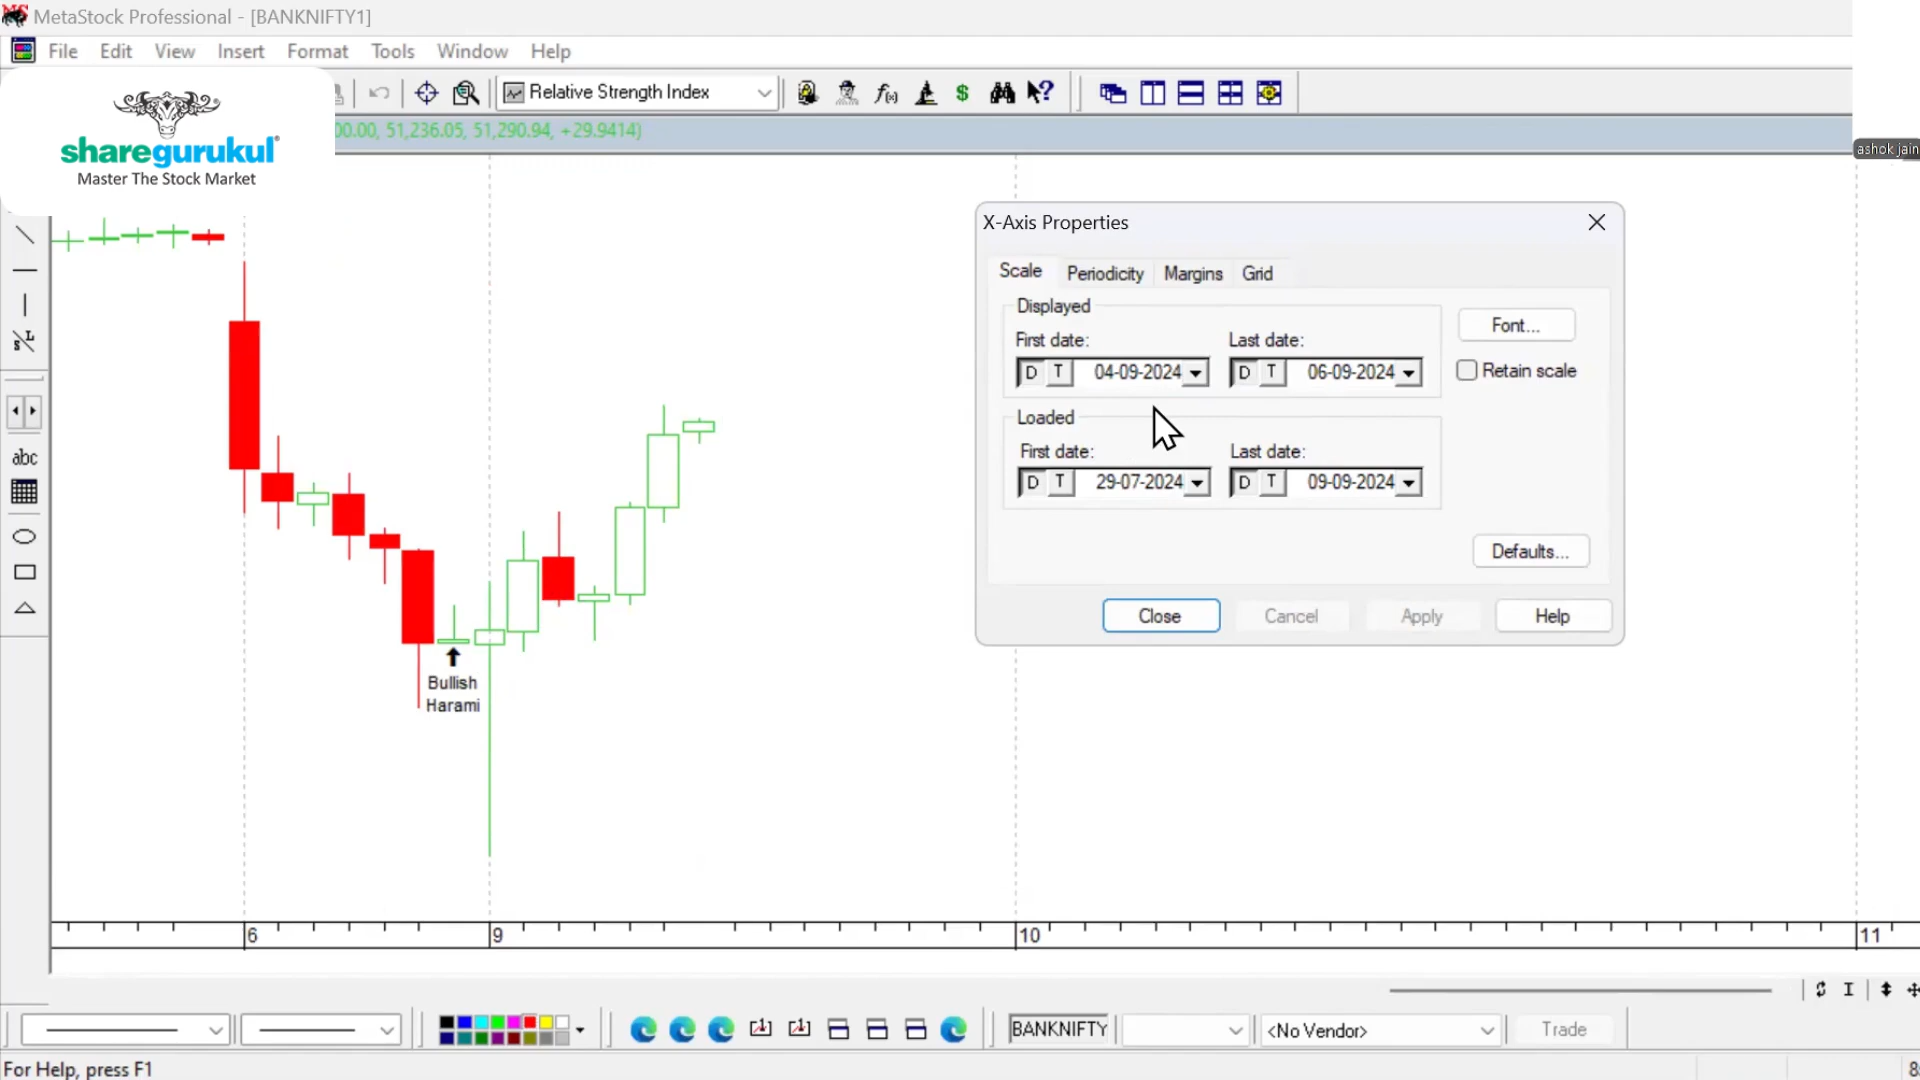 MetaStock Professional - [BANKNIFTY1]
File Edit View Insert Format Tools Window Help
Relative Strength Index
sharegurukul
Master The Stock Market
00.00, 51,236.05, 51,290.94, +29.9414)
ashok jain
X-Axis Properties
Scale Periodicity Margins Grid
Displayed
First date: Last date:
D T 04-09-2024 D T 06-09-2024
Font...
Retain scale
Loaded
First date: Last date:
D T 29-07-2024 D T 09-09-2024
Defaults...
Close Cancel Apply Help
abc
Bullish
Harami
6 9 10 11
BANKNIFTY <No Vendor> Trade
For Help, press F1
8